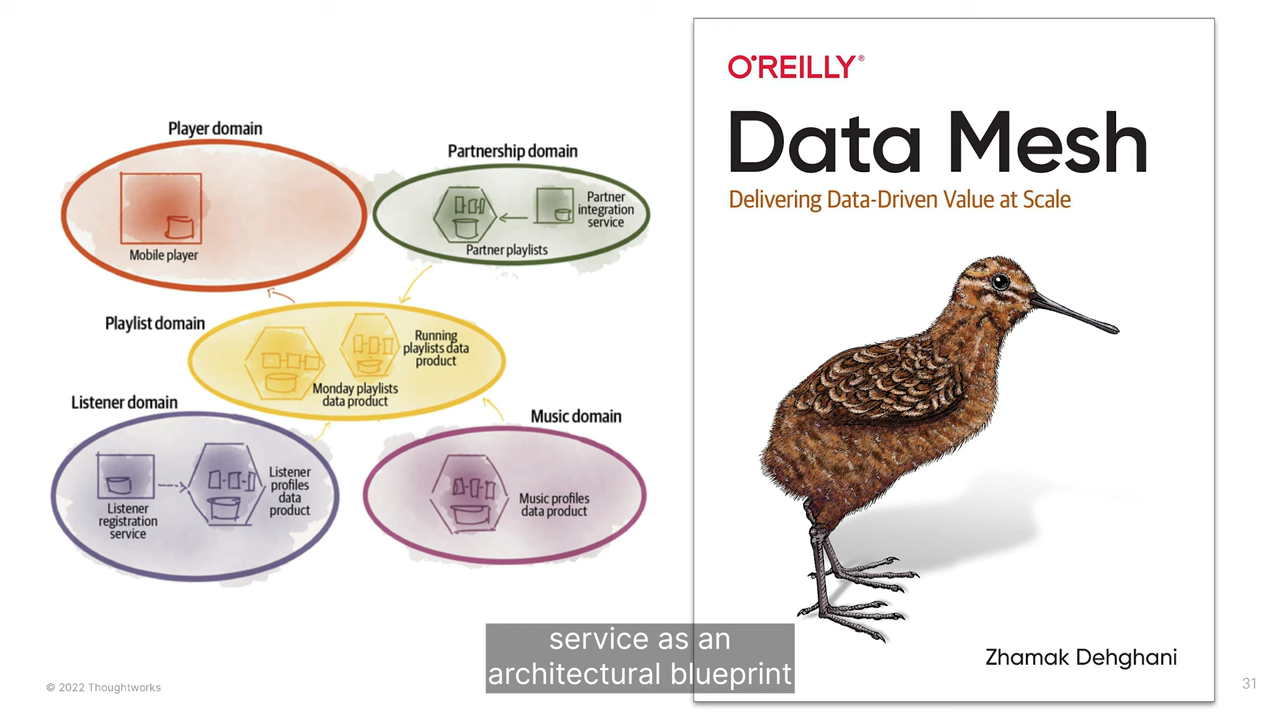 Player domain
Mobile player
Partnership domain
Partner
integration
service
Partner playlists
Playlist domain
Running
playlists data
product
Monday playlists
data product
Listener domain
Listener
registration
service
Listener
profiles
data
product
Music domain
Music profiles
data product
O'REILLY®
Data Mesh
Delivering Data-Driven Value at Scale
Zhamak Dehghani
service as an
architectural blueprint
© 2022 Thoughtworks
31